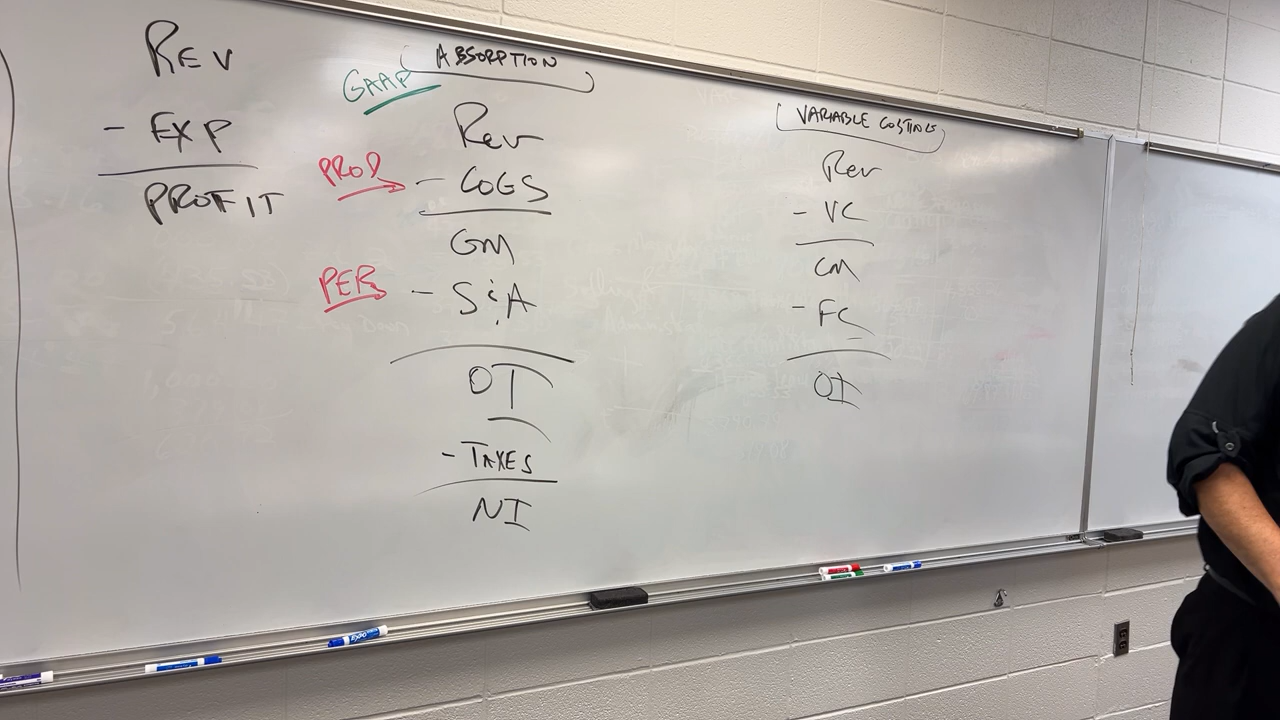 REV
- EXP
PROFIT
GAAP
ABSORPTION
Rev
PROD
- COGS
GM
PER
- S&A
OI
- TAXES
NI
VARIABLE COSTING
Rev
- VC
CM
- FC
OI
EXPO